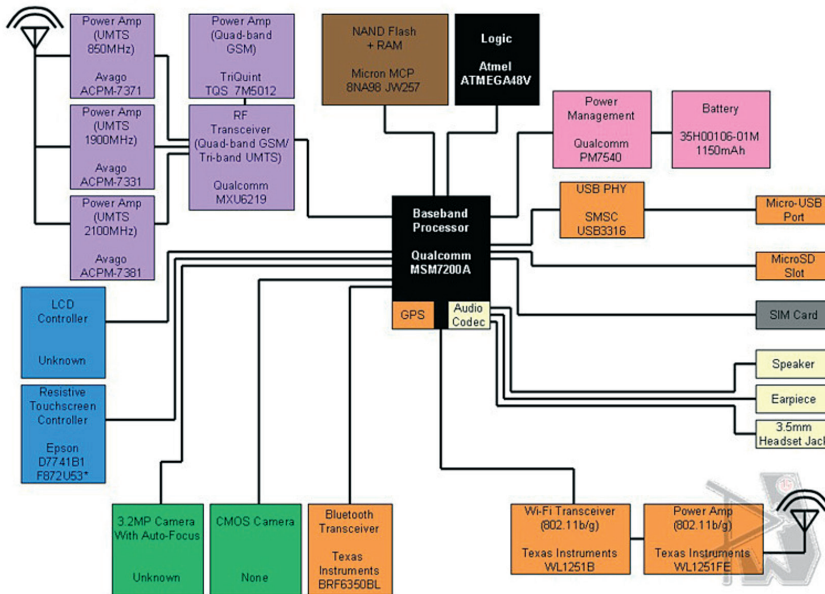 Power Amp
(UMTS
850MHz)
Avago
ACPM-7371
Power Amp
(Quad-band
GSM)
TriQuint
TQS 7M5012
NAND Flash
+ RAM
Micron MCP
8NA98 JW257
Logic
Atmel
ATMEGA48V
Power
Management
Qualcomm
PM7540
Battery
35H00106-01M
1150mAh
Power Amp
(UMTS
1900MHz)
Avago
ACPM-7331
RF
Transceiver
(Quad-band GSM/
Tri-band UMTS)
Qualcomm
MXU6219
Power Amp
(UMTS
2100MHz)
Avago
ACPM-7381
Baseband
Processor
Qualcomm
MSM7200A
GPS
Audio
Codec
USB PHY
SMSC
USB3316
Micro-USB
Port
MicroSD
Slot
SIM Card
Speaker
Earpiece
3.5mm
Headset Jack
LCD
Controller
Unknown
Resistive
Touchscreen
Controller
Epson
D7741B1
F872U53*
3.2MP Camera
With Auto-Focus
Unknown
CMOS Camera
None
Bluetooth
Transceiver
Texas
Instruments
BRF6350BL
Wi-Fi Transceiver
(802.11b/g)
Texas Instruments
WL1251B
Power Amp
(802.11b/g)
Texas Instruments
WL1251FE